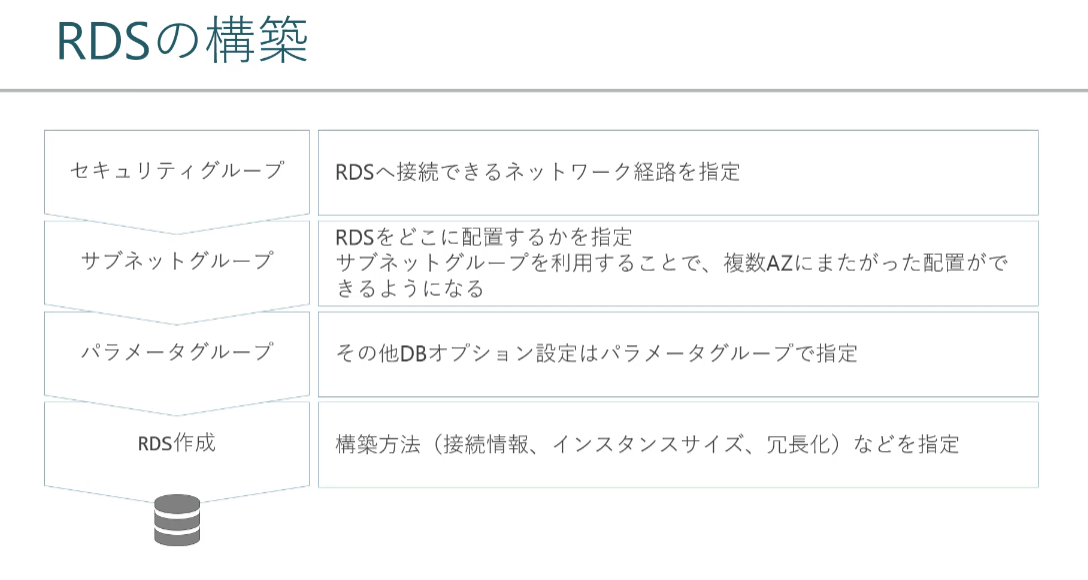 RDSの構築
セキュリティグループ
RDSへ接続できるネットワーク経路を指定
サブネットグループ
RDSをどこに配置するかを指定
サブネットグループを利用することで、複数AZにまたがった配置がで
きるようになる
パラメータグループ
その他DBオプション設定はパラメータグループで指定
RDS作成
構築方法（接続情報、インスタンスサイズ、冗長化）などを指定